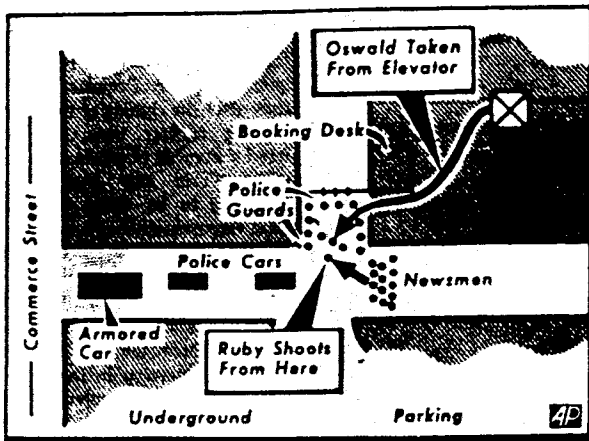 Oswald Taken
From Elevator
Booking Desk
Police
Guards
Commerce Street
Police Cars
Newsmen
Armored
Car
Ruby Shoots
From Here
Underground
Parking
AP